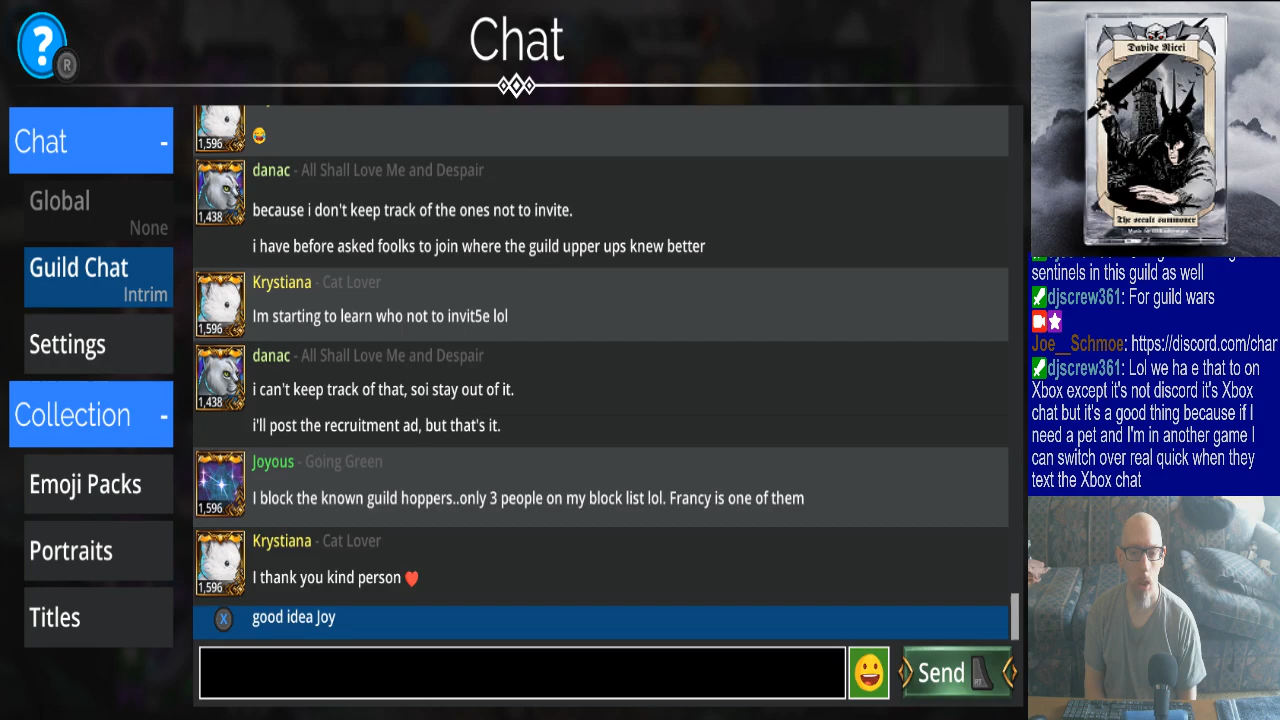 ?
R
Chat
Chat -
Global
None
Guild Chat
Intrim
Settings
Collection -
Emoji Packs
Portraits
Titles
1,596
danac - All Shall Love Me and Despair
1,438
because i don't keep track of the ones not to invite.
i have before asked foolks to join where the guild upper ups knew better
Krystiana - Cat Lover
1,596
Im starting to learn who not to invit5e lol
danac - All Shall Love Me and Despair
1,438
i can't keep track of that, soi stay out of it.
i'll post the recruitment ad, but that's it.
Joyous - Going Green
1,596
I block the known guild hoppers..only 3 people on my block list lol. Francy is one of them
Krystiana - Cat Lover
1,596
I thank you kind person
X
good idea Joy
Send
RT
Davide Ricci
The occult summoner
sentinels in this guild as well
djscrew361: For guild wars
Joe__Schmoe: https://discord.com/char
djscrew361: Lol we ha e that to on
Xbox except it's not discord it's Xbox
chat but it's a good thing because if I
need a pet and I'm in another game I
can switch over real quick when they
text the Xbox chat